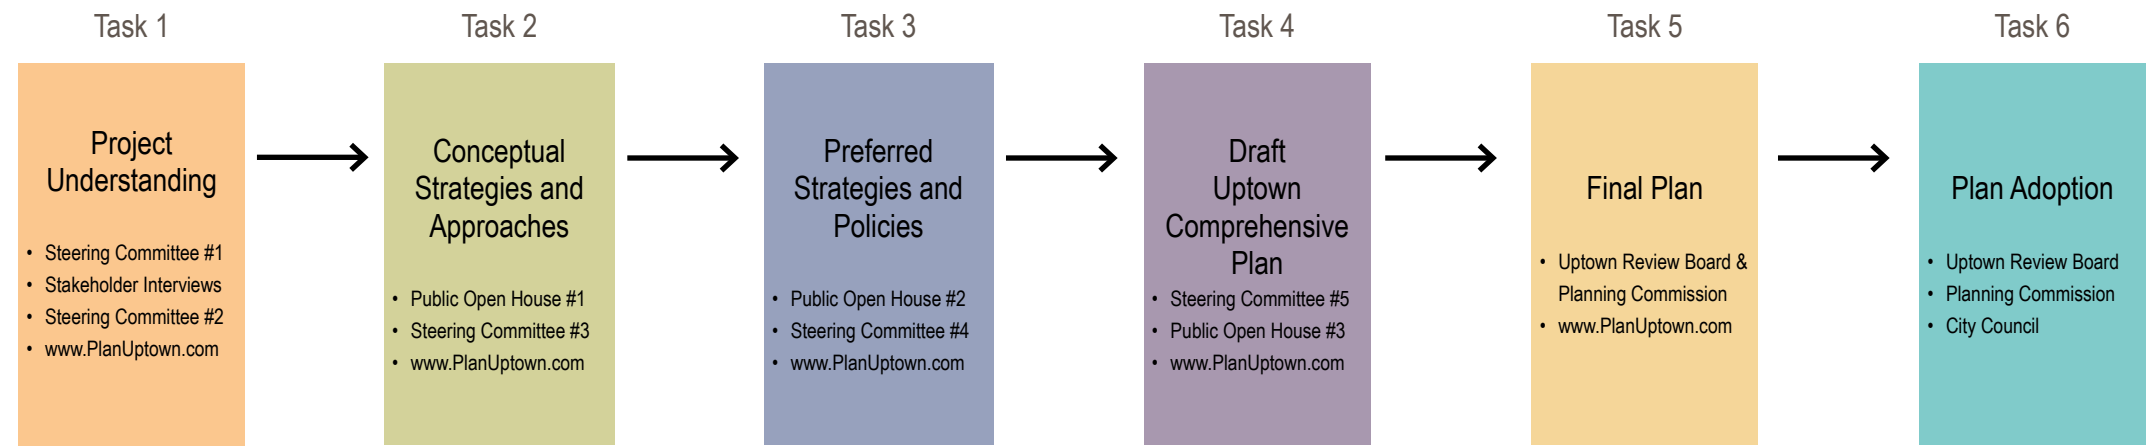 Task 1
Project
Understanding
• Steering Committee #1
• Stakeholder Interviews
• Steering Committee #2
• www.PlanUptown.com
Task 2
Conceptual
Strategies and
Approaches
• Public Open House #1
• Steering Committee #3
• www.PlanUptown.com
Task 3
Preferred
Strategies and
Policies
• Public Open House #2
• Steering Committee #4
• www.PlanUptown.com
Task 4
Draft
Uptown
Comprehensive
Plan
• Steering Committee #5
• Public Open House #3
• www.PlanUptown.com
Task 5
Final Plan
• Uptown Review Board &
Planning Commission
• www.PlanUptown.com
Task 6
Plan Adoption
• Uptown Review Board
• Planning Commission
• City Council